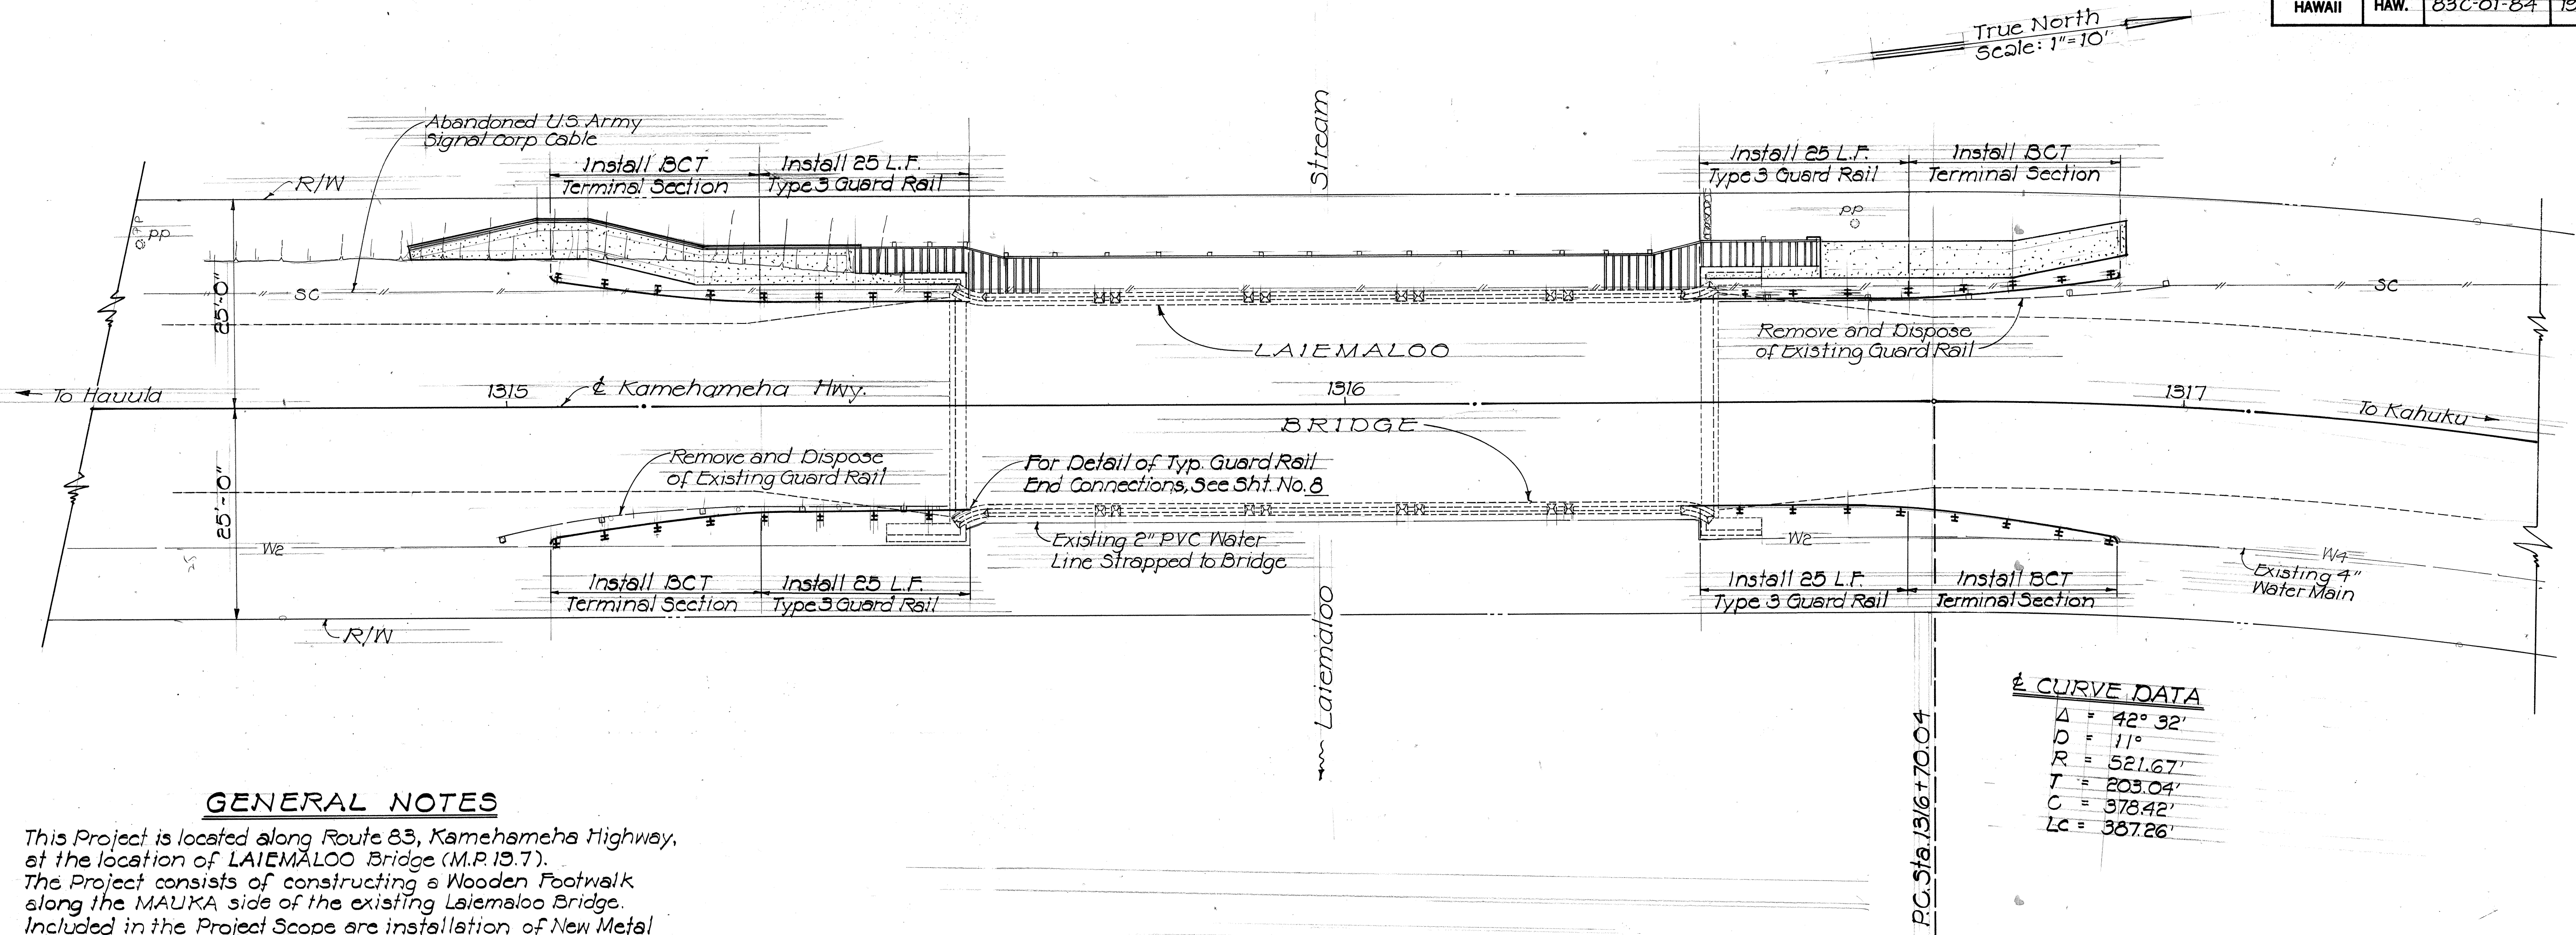 HAWAII HAW. 83C-01-84
True North
Scale: 1"=10'
Abandoned U.S. Army
Signal Corp Cable
R/W
Install BCT
Terminal Section
Install 25 L.F.
Type 3 Guard Rail
Stream
Install 25 L.F.
Type 3 Guard Rail
Install BCT
Terminal Section
PP
PP
25'-0"
SC
SC
LAIEMALOO
Remove and Dispose
of Existing Guard Rail
To Hauula
1315
₵ Kamehameha Hwy.
1316
1317
To Kahuku
BRIDGE
Remove and Dispose
of Existing Guard Rail
For Detail of Typ. Guard Rail
End Connections, See Sht. No. 8
25'-0"
W2
Existing 2" PVC Water
Line Strapped to Bridge
W2
W4
Existing 4"
Water Main
Install BCT
Terminal Section
Install 25 L.F.
Type 3 Guard Rail
Install 25 L.F.
Type 3 Guard Rail
Install BCT
Terminal Section
R/W
Laiemaloo
P.C. Sta. 1316+70.04
₵ CURVE DATA
Δ = 42° 32'
D = 11°
R = 521.67'
T = 203.04'
C = 378.42'
Lc = 387.26'
GENERAL NOTES
This Project is located along Route 83, Kamehameha Highway,
at the location of LAIEMALOO Bridge (M.P. 19.7).
The Project consists of constructing a Wooden Footwalk
along the MAUKA side of the existing Laiemaloo Bridge.
Included in the Project Scope are installation of New Metal